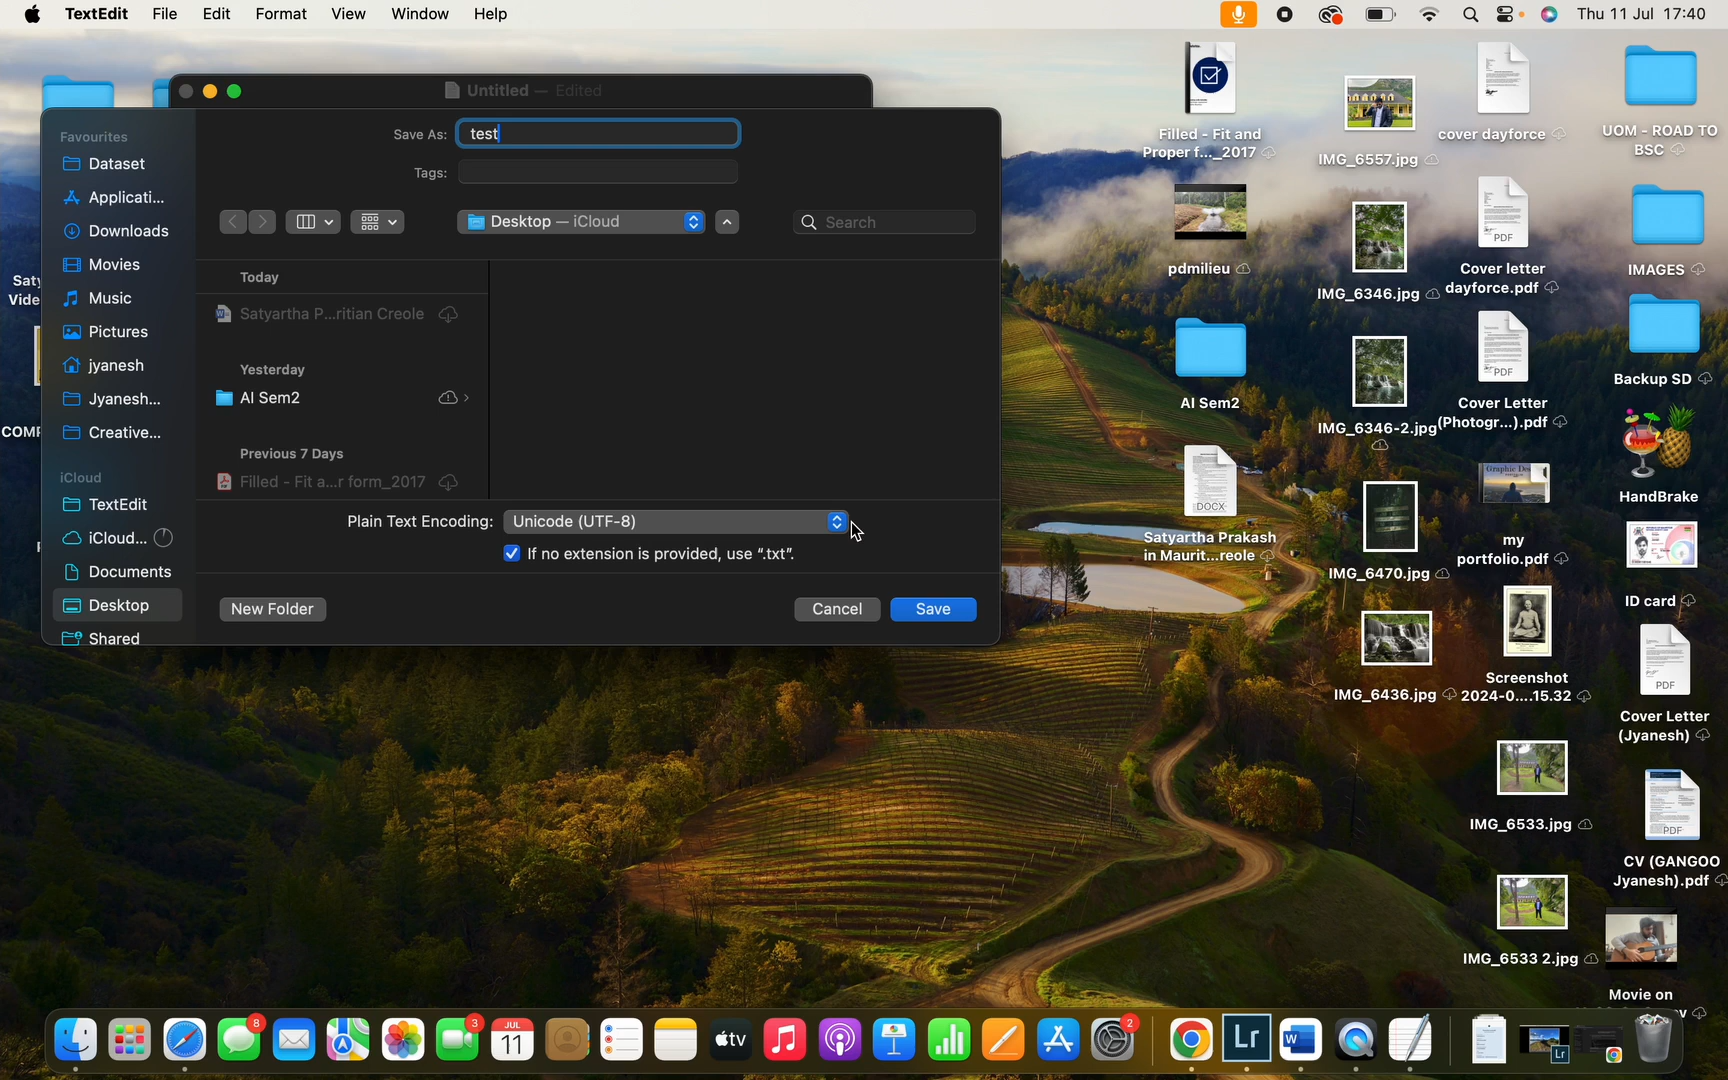 TextEdit File Edit Format View Window Help
Thu 11 Jul 17:40
Untitled — Edited
Save As: test
Tags:
Desktop — iCloud
Search
Favourites
Dataset
Applicati...
Downloads
Movies
Music
Pictures
jyanesh
Jyanesh...
Creative...
iCloud
TextEdit
iCloud...
Documents
Desktop
Shared
Today
Satyartha P...ritian Creole
Yesterday
AI Sem2
Previous 7 Days
Filled - Fit a...r form_2017
Plain Text Encoding: Unicode (UTF-8)
If no extension is provided, use “.txt”.
New Folder
Cancel
Save
Saty
Vide
COMP
Filled - Fit and
Proper f..._2017
pdmilieu
AI Sem2
DOCX
Satyartha Prakash
in Maurit...reole
IMG_6557.jpg
IMG_6346.jpg
IMG_6346-2.jpg
IMG_6470.jpg
IMG_6436.jpg
cover dayforce
PDF
Cover letter
dayforce.pdf
PDF
Cover Letter
(Photogr...).pdf
my
portfolio.pdf
Screenshot
2024-0....15.32
IMG_6533.jpg
IMG_6533 2.jpg
UOM - ROAD TO
BSC
IMAGES
Backup SD
HandBrake
ID card
PDF
Cover Letter
(Jyanesh)
PDF
CV (GANGOO
Jyanesh).pdf
Movie on
8
3
JUL
11
tv
2
Lr
W
Lr